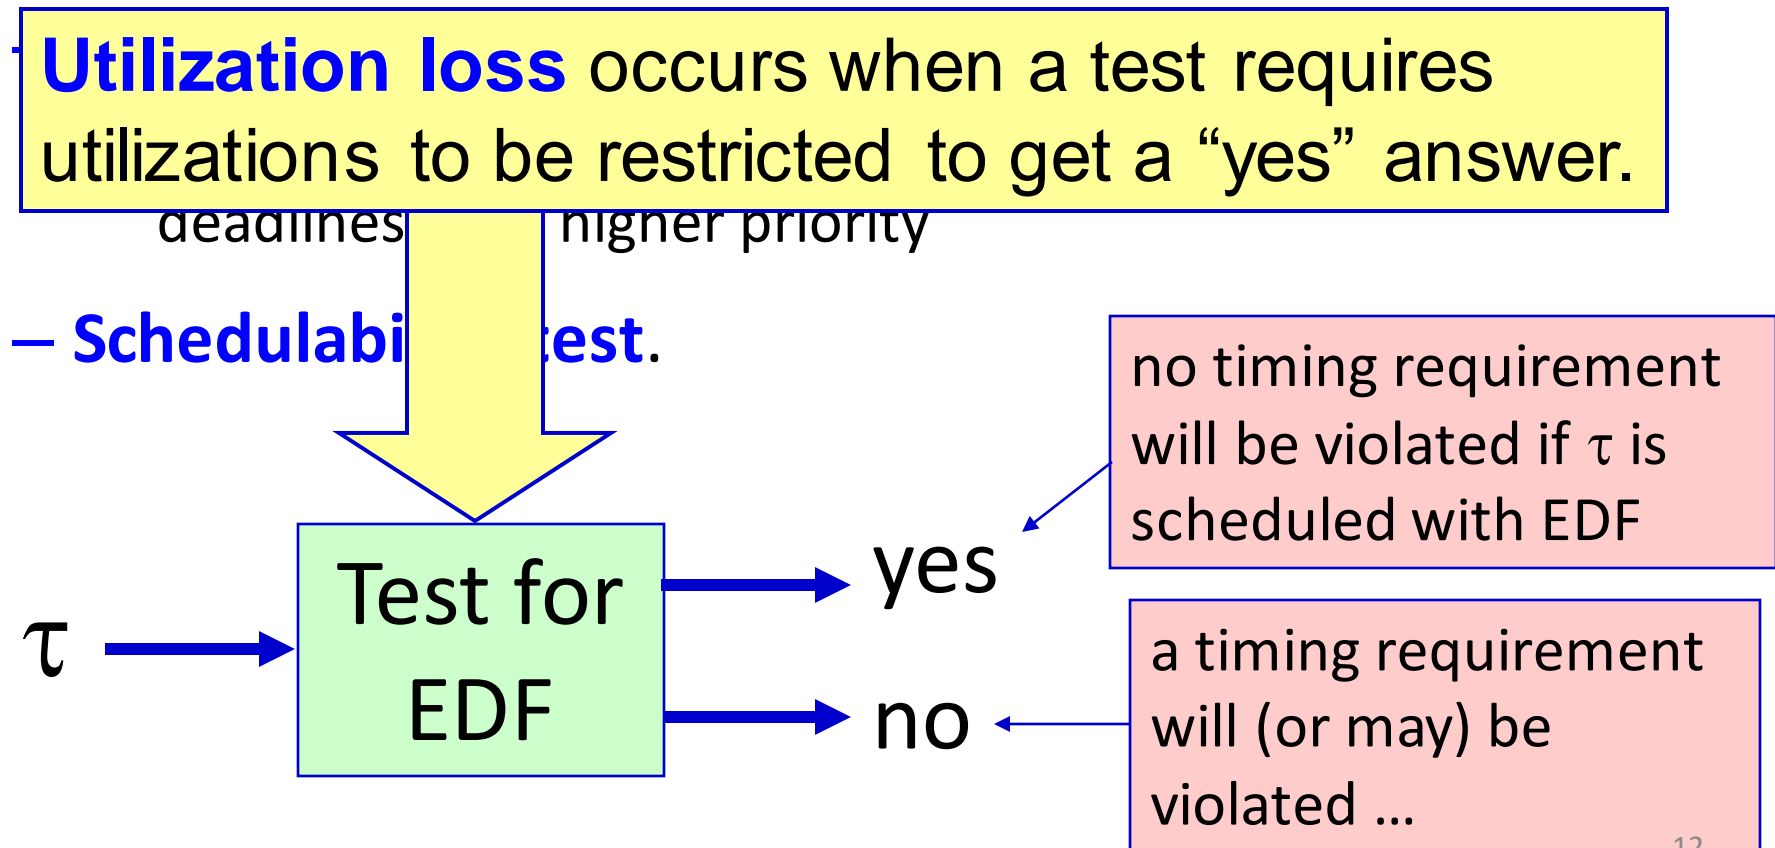 Utilization loss occurs when a test requires
utilizations to be restricted to get a “yes” answer.
deadlines higher priority
– Schedulabi test.
no timing requirement
will be violated if τ is
scheduled with EDF
yes
Test for
EDF
τ
no
a timing requirement
will (or may) be
violated ...
12